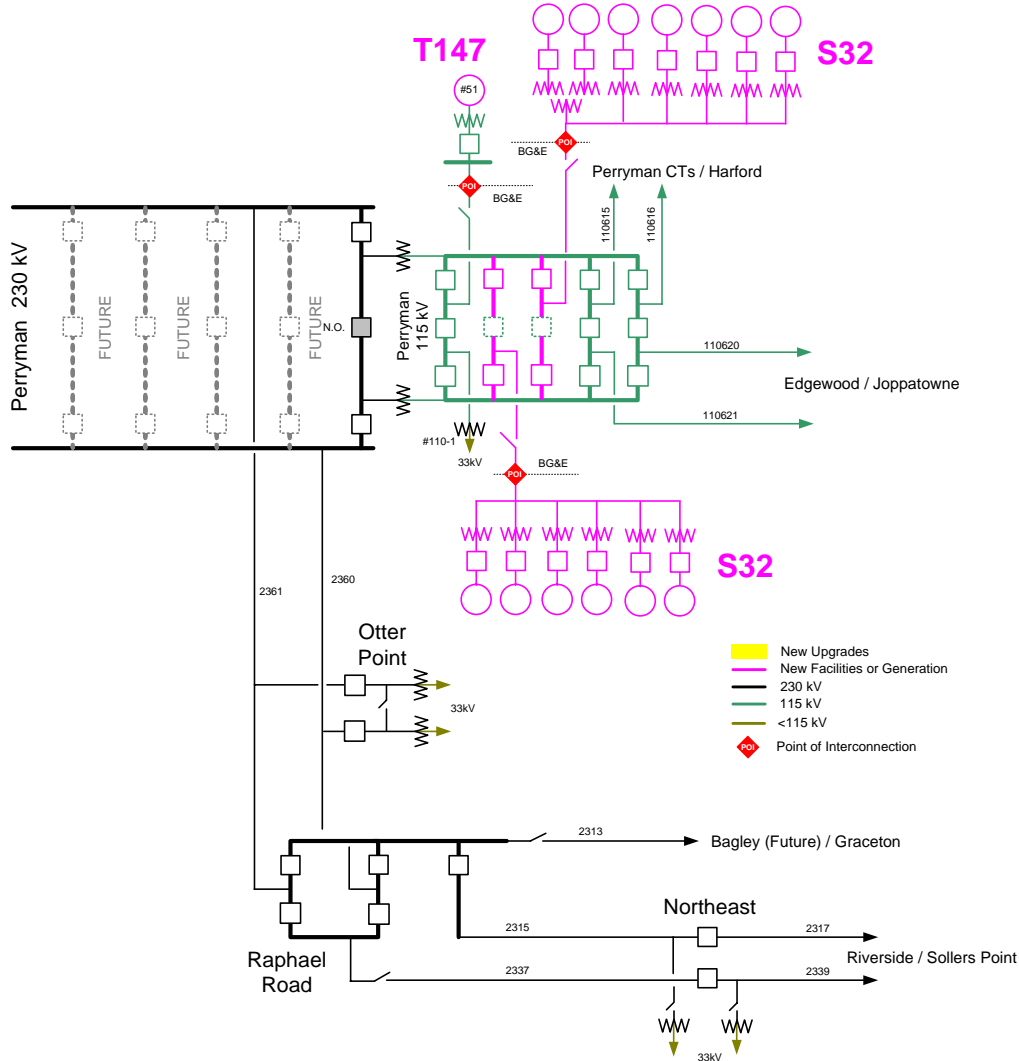 T147
S32
#51
POI
BG&E
POI
BG&E
Perryman CTs / Harford
110615
110616
Perryman 230 kV
FUTURE
FUTURE
FUTURE
N.O.
Perryman
115 kV
110620
Edgewood / Joppatowne
110621
#110-1
33kV
POI
BG&E
S32
2361
2360
Otter
Point
33kV
New Upgrades
New Facilities or Generation
230 kV
115 kV
<115 kV
POI
Point of Interconnection
2313
Bagley (Future) / Graceton
Northeast
2315
2317
Riverside / Sollers Point
Raphael
Road
2337
2339
33kV